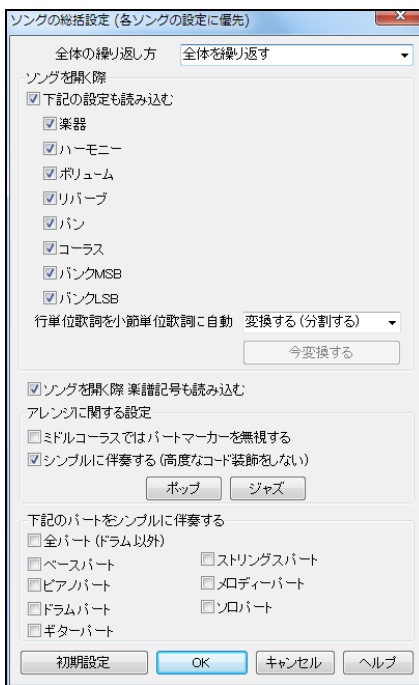 ソングの総括設定 (各ソングの設定に優先)
全体の繰り返し方 全体を繰り返す
ソングを開く際
下記の設定も読み込む
楽器
ハーモニー
ボリューム
リバーブ
パン
コーラス
バンクMSB
バンクLSB
行単位歌詞を小節単位歌詞に自動 変換する(分割する)
今変換する
ソングを開く際 楽譜記号も読み込む
アレンジに関する設定
ミドルコーラスではパートマーカーを無視する
シンプルに伴奏する(高度なコード装飾をしない)
ポップ ジャズ
下記のパートをシンプルに伴奏する
全パート(ドラム以外)
ベースパート ストリングスパート
ピアノパート メロディーパート
ドラムパート ソロパート
ギターパート
初期設定 OK キャンセル ヘルプ